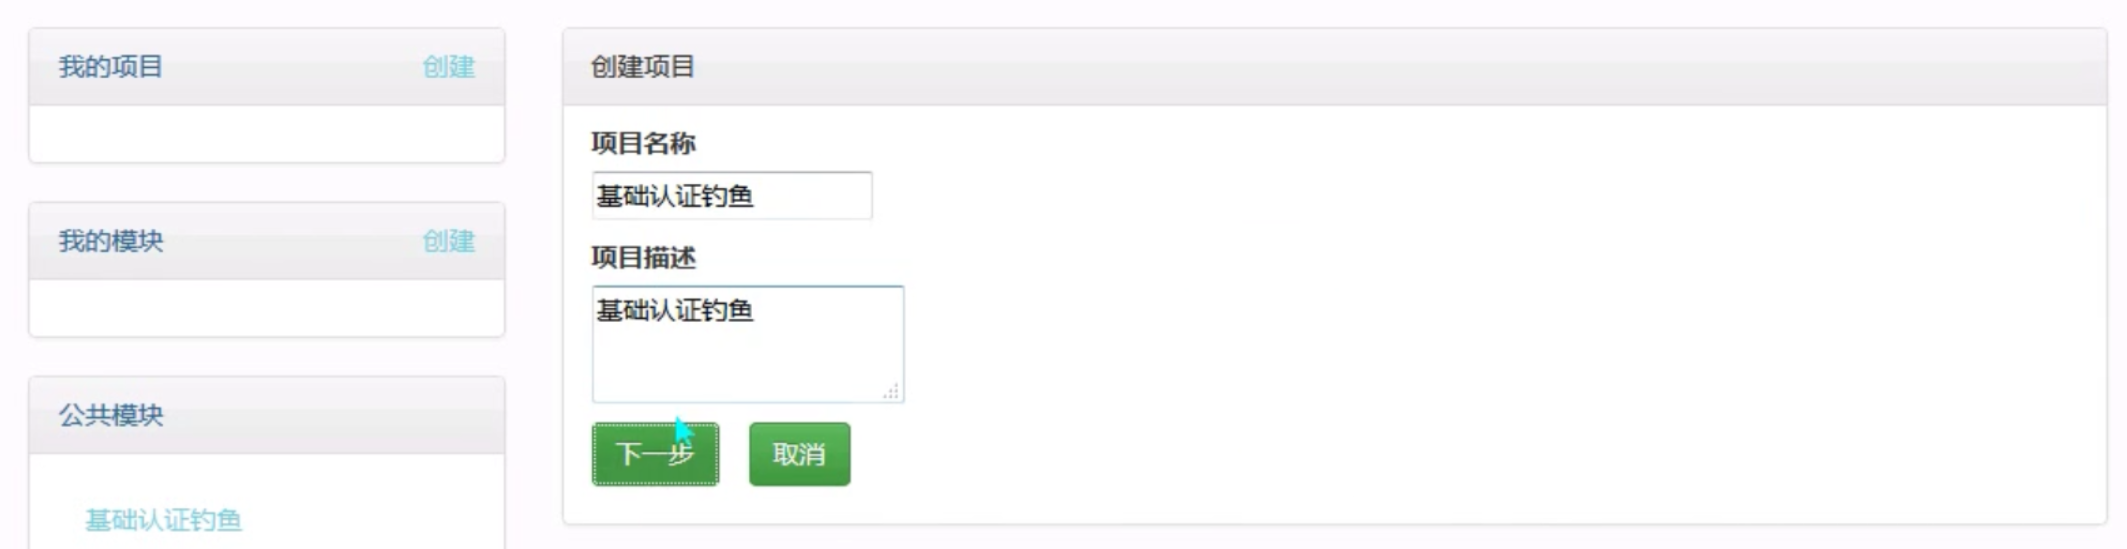 我的项目 创建
我的模块 创建
公共模块
基础认证钓鱼
创建项目
项目名称
基础认证钓鱼
项目描述
基础认证钓鱼
下一步 取消